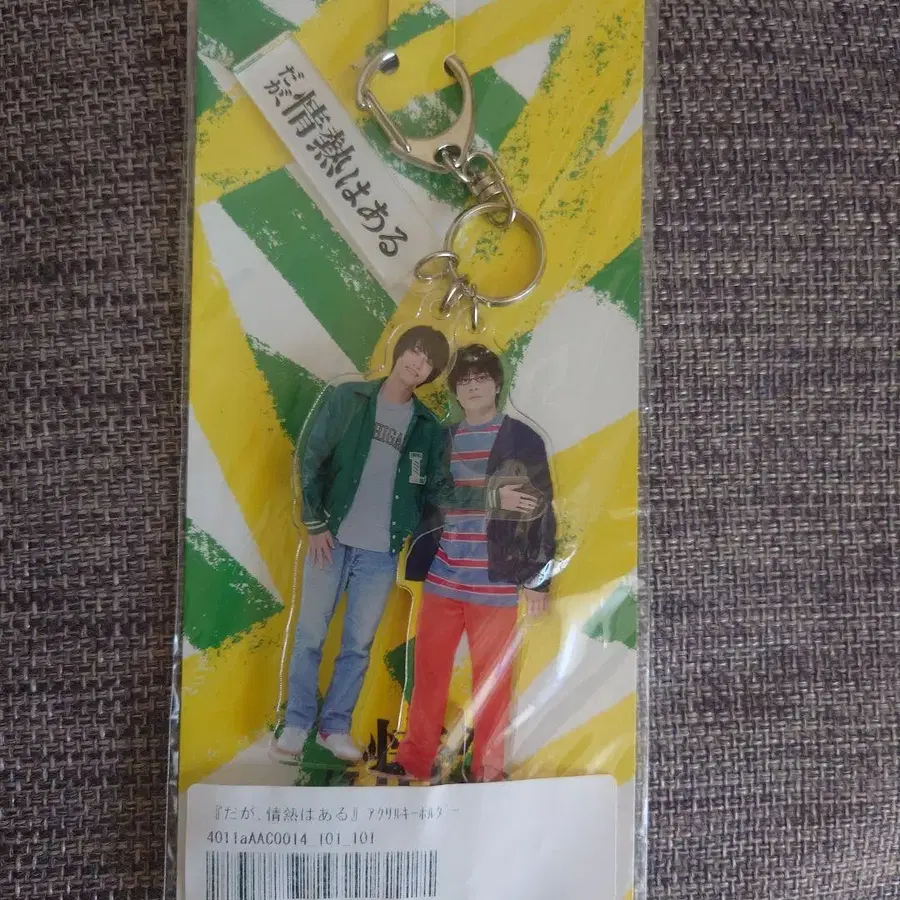 だが、情熱はある
HIGA
L
『だが、情熱はある』アクリルキーホルダー
4011aAAC0014_101_101